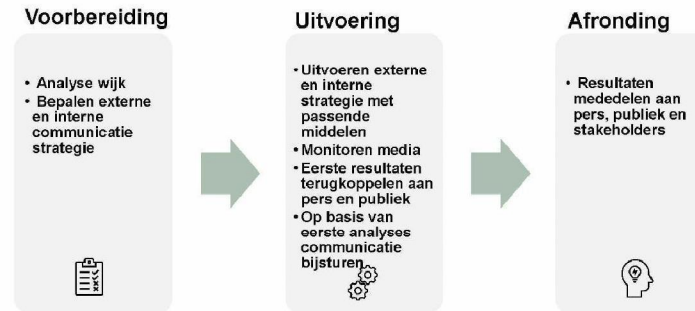 Voorbereiding
• Analyse wijk
• Bepalen externe
en interne
communicatie
strategie
Uitvoering
• Uitvoeren externe
en interne
strategie met
passende
middelen
• Monitoren media
• Eerste resultaten
terugkoppelen aan
pers en publiek
• Op basis van
eerste analyses
communicatie
bijsturen
Afronding
• Resultaten
mededelen aan
pers, publiek en
stakeholders